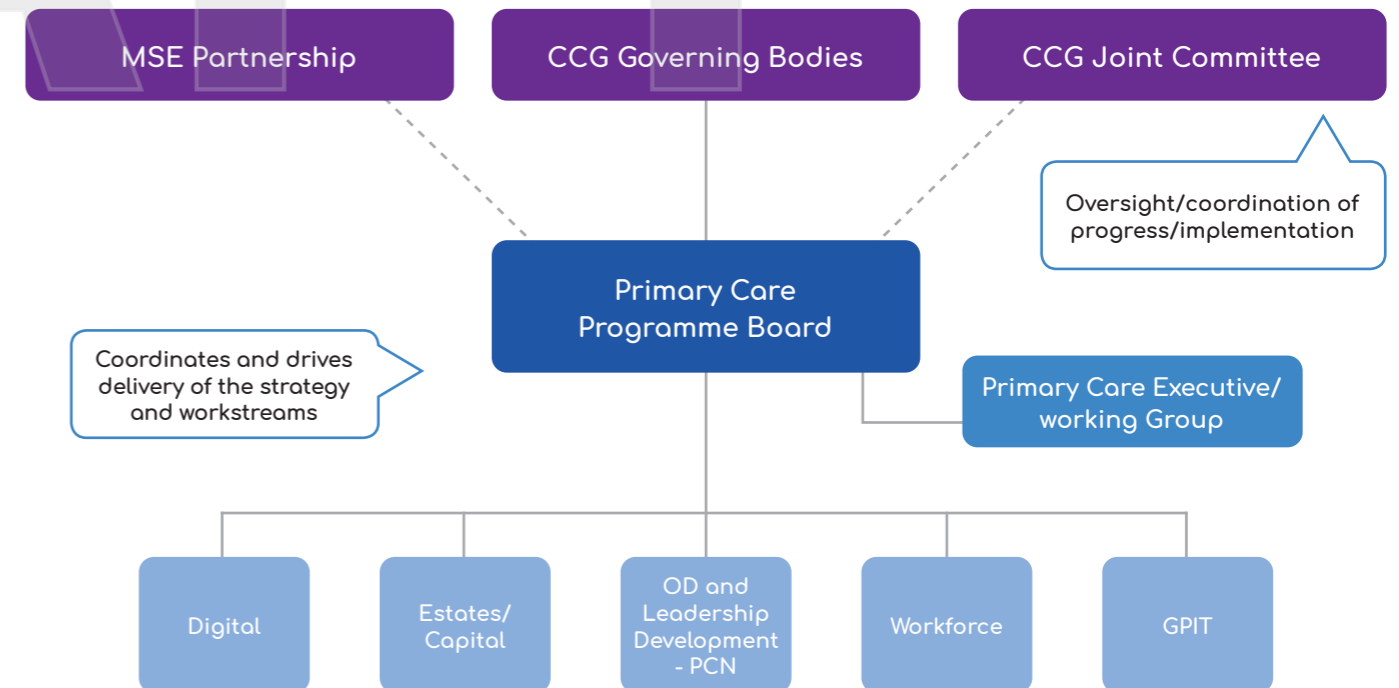 MSE Partnership
CCG Governing Bodies
CCG Joint Committee
Oversight/coordination of
progress/implementation
Primary Care
Programme Board
Coordinates and drives
delivery of the strategy
and workstreams
Primary Care Executive/
working Group
Digital
Estates/
Capital
OD and
Leadership
Development
- PCN
Workforce
GPIT